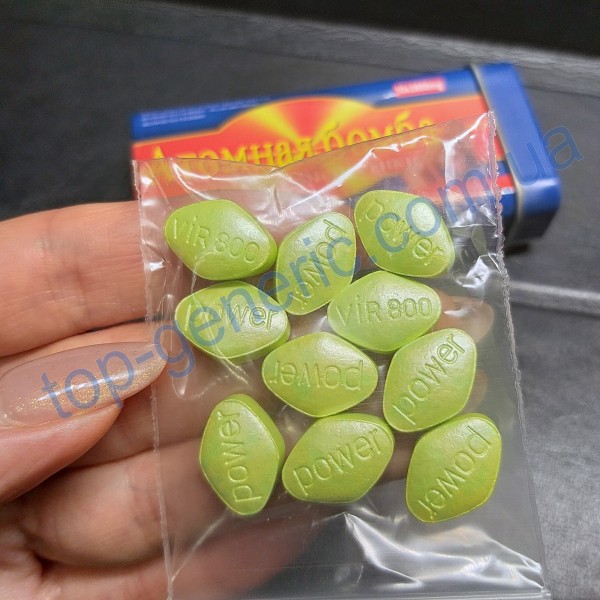 Атомная бомба
ViR 800
power
power
power
ViR 800
power
power
power
power
power
top-generic.com.ua